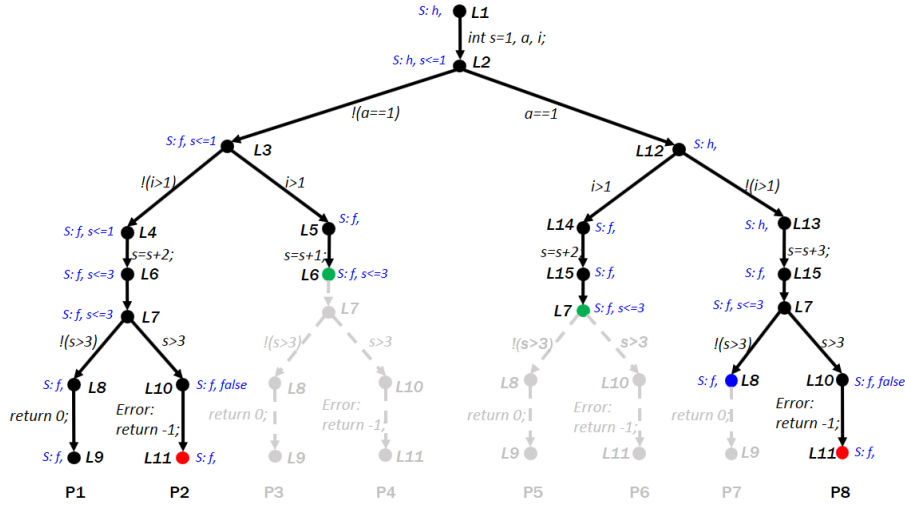 S: h, L1
int s=1, a, i;
S: h, s<=1 L2
!(a==1) a==1
S: f, s<=1 L3 L12 S: h,
!(i>1) i>1 i>1 !(i>1)
S: f, s<=1 L4 L5 S: f, L14 S: f, S: h, L13
s=s+2; s=s+1; s=s+2, s=s+3;
S: f, s<=3 L6 L6 S: f, s<=3 L15 S: f, S: f, L15
S: f, s<=3 L7 L7 L7 S: f, s<=3 S: f, s<=3 L7
!(s>3) s>3 !(s>3) s>3 !(s>3) s>3 !(s>3) s>3
S: f, L8 L10 S: f, false L8 L10 L8 L10 S: f, L8 L10 S: f, false
return 0; Error: return 0; Error: return 0; Error: return 0; Error:
return -1; return -1, return -1; return -1;
S: f, L9 L11 S: f, L9 L11 L9 L11 L9 L11 S: f,
P1 P2 P3 P4 P5 P6 P7 P8